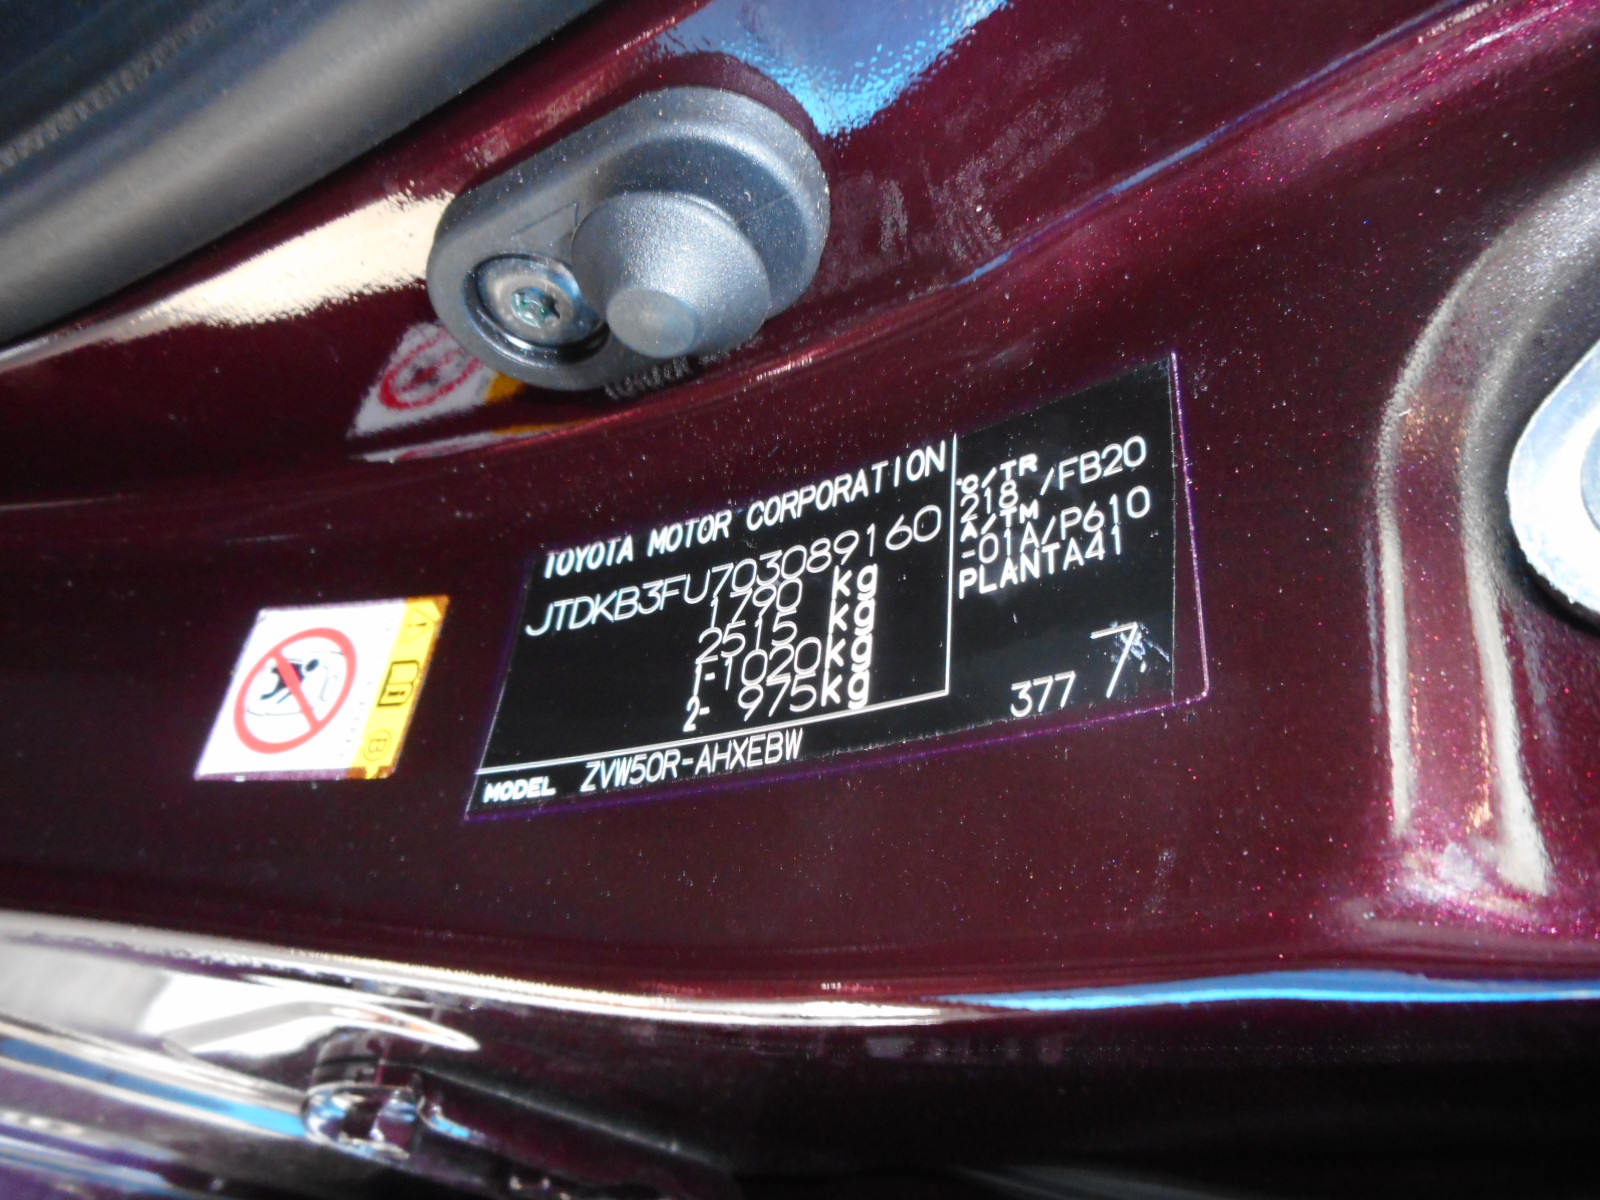 TOYOTA MOTOR CORPORATION
JTDKB3FU703089160
1790 kg
2515 kg
1-1020kg
2- 975kg
MODEL ZVW50R-AHXEBW
C/TR
218 /FB20
A/TM
-01A/P610
PLANTA41
377 7
A
B